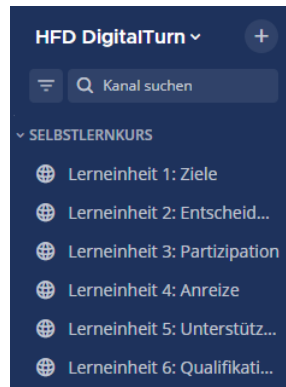 HFD DigitalTurn
Kanal suchen
SELBSTLERNKURS
Lerneinheit 1: Ziele
Lerneinheit 2: Entscheid...
Lerneinheit 3: Partizipation
Lerneinheit 4: Anreize
Lerneinheit 5: Unterstütz...
Lerneinheit 6: Qualifikati...